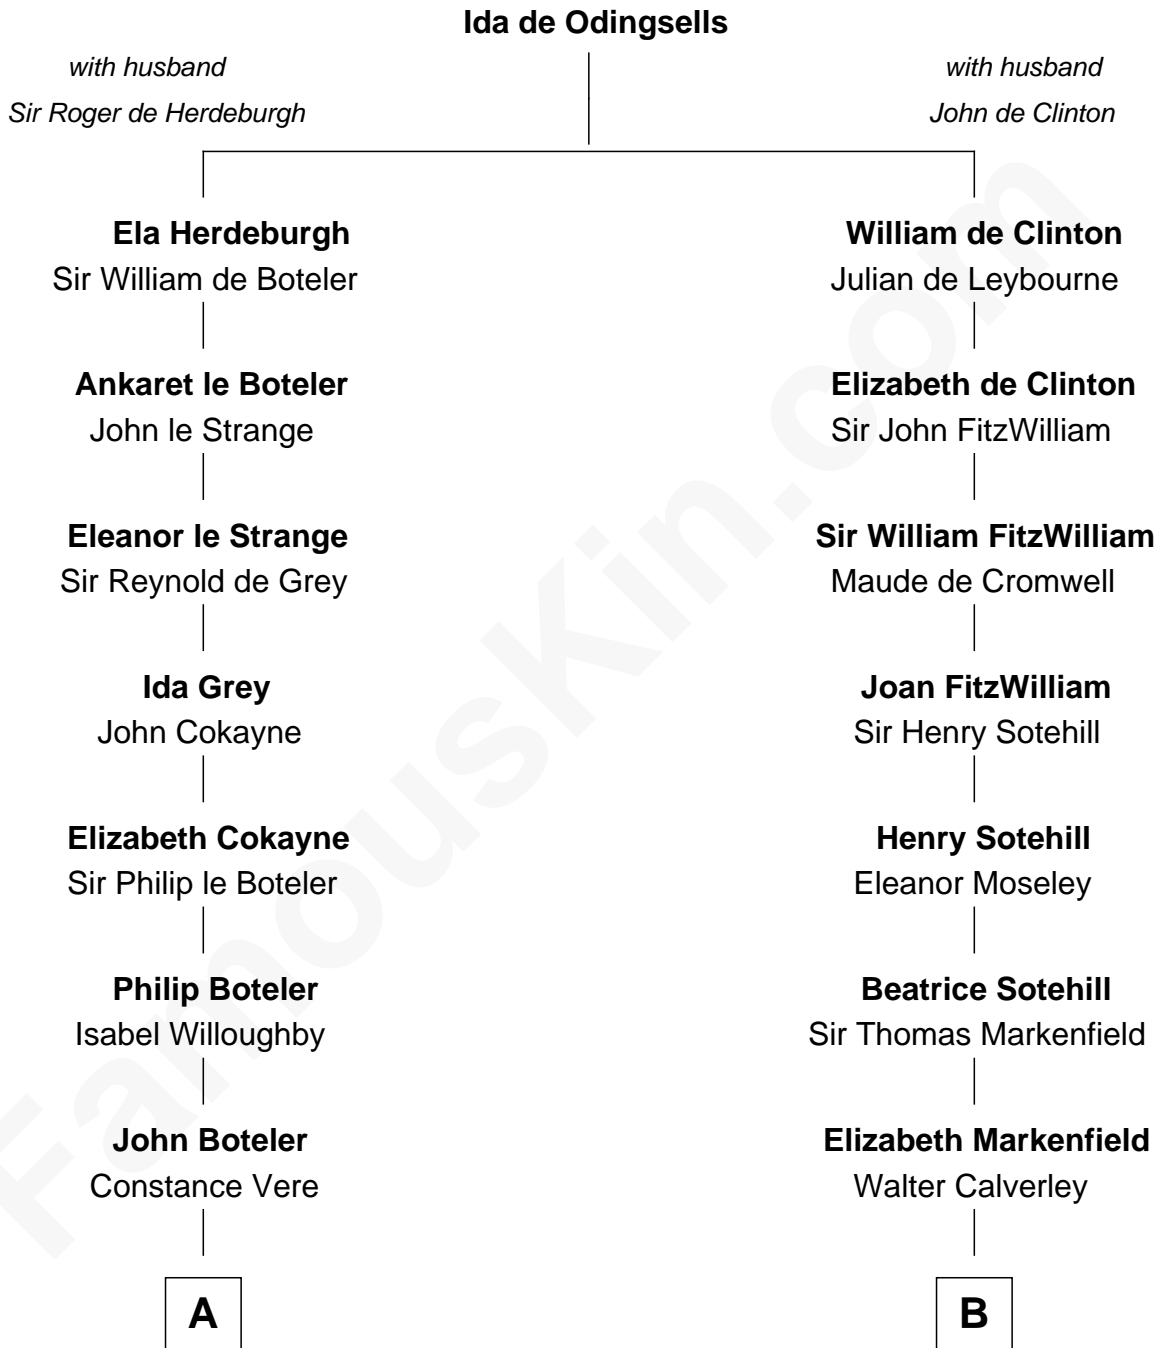 Ida de Odingsells
with husband
Sir Roger de Herdeburgh
with husband
John de Clinton
Ela Herdeburgh
Sir William de Boteler
Ankaret le Boteler
John le Strange
Eleanor le Strange
Sir Reynold de Grey
Ida Grey
John Cokayne
Elizabeth Cokayne
Sir Philip le Boteler
Philip Boteler
Isabel Willoughby
John Boteler
Constance Vere
A
William de Clinton
Julian de Leybourne
Elizabeth de Clinton
Sir John FitzWilliam
Sir William FitzWilliam
Maude de Cromwell
Joan FitzWilliam
Sir Henry Sotehill
Henry Sotehill
Eleanor Moseley
Beatrice Sotehill
Sir Thomas Markenfield
Elizabeth Markenfield
Walter Calverley
B
FamousKin.com